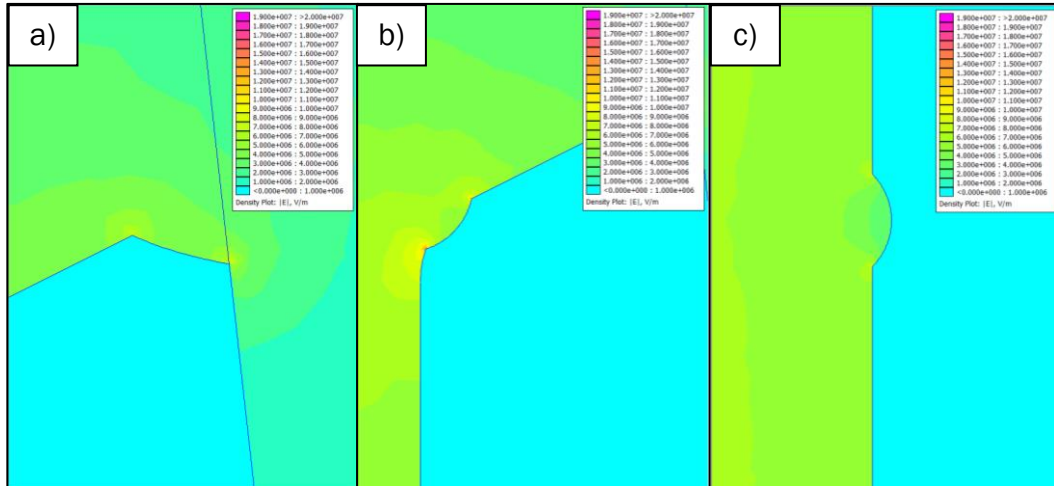 a)
1.900e+007 : >2.000e+007
1.800e+007 : 1.900e+007
1.700e+007 : 1.800e+007
1.600e+007 : 1.700e+007
1.500e+007 : 1.600e+007
1.400e+007 : 1.500e+007
1.300e+007 : 1.400e+007
1.200e+007 : 1.300e+007
1.100e+007 : 1.200e+007
1.000e+007 : 1.100e+007
9.000e+006 : 1.000e+007
8.000e+006 : 9.000e+006
7.000e+006 : 8.000e+006
6.000e+006 : 7.000e+006
5.000e+006 : 6.000e+006
4.000e+006 : 5.000e+006
3.000e+006 : 4.000e+006
2.000e+006 : 3.000e+006
1.000e+006 : 2.000e+006
<0.000e+000 : 1.000e+006
Density Plot: |E|, V/m
b)
1.900e+007 : >2.000e+007
1.800e+007 : 1.900e+007
1.700e+007 : 1.800e+007
1.600e+007 : 1.700e+007
1.500e+007 : 1.600e+007
1.400e+007 : 1.500e+007
1.300e+007 : 1.400e+007
1.200e+007 : 1.300e+007
1.100e+007 : 1.200e+007
1.000e+007 : 1.100e+007
9.000e+006 : 1.000e+007
8.000e+006 : 9.000e+006
7.000e+006 : 8.000e+006
6.000e+006 : 7.000e+006
5.000e+006 : 6.000e+006
4.000e+006 : 5.000e+006
3.000e+006 : 4.000e+006
2.000e+006 : 3.000e+006
1.000e+006 : 2.000e+006
<0.000e+000 : 1.000e+006
Density Plot: |E|, V/m
c)
1.900e+007 : >2.000e+007
1.800e+007 : 1.900e+007
1.700e+007 : 1.800e+007
1.600e+007 : 1.700e+007
1.500e+007 : 1.600e+007
1.400e+007 : 1.500e+007
1.300e+007 : 1.400e+007
1.200e+007 : 1.300e+007
1.100e+007 : 1.200e+007
1.000e+007 : 1.100e+007
9.000e+006 : 1.000e+007
8.000e+006 : 9.000e+006
7.000e+006 : 8.000e+006
6.000e+006 : 7.000e+006
5.000e+006 : 6.000e+006
4.000e+006 : 5.000e+006
3.000e+006 : 4.000e+006
2.000e+006 : 3.000e+006
1.000e+006 : 2.000e+006
<0.000e+000 : 1.000e+006
Density Plot: |E|, V/m